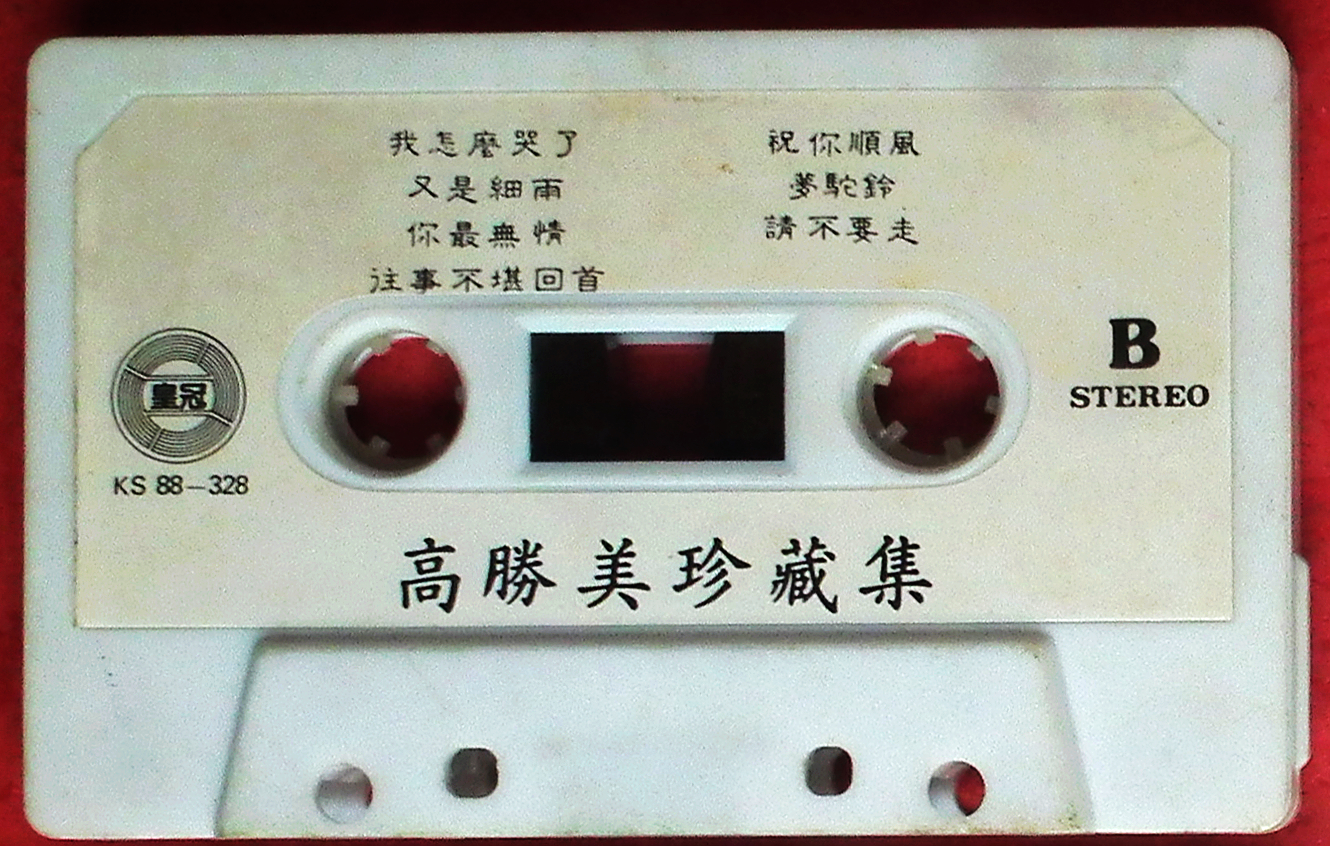 我怎麼哭了
又是細雨
你最無情
往事不堪回首
祝你順風
夢駝鈴
請不要走
皇冠
KS 88—328
B
STEREO
高勝美珍藏集